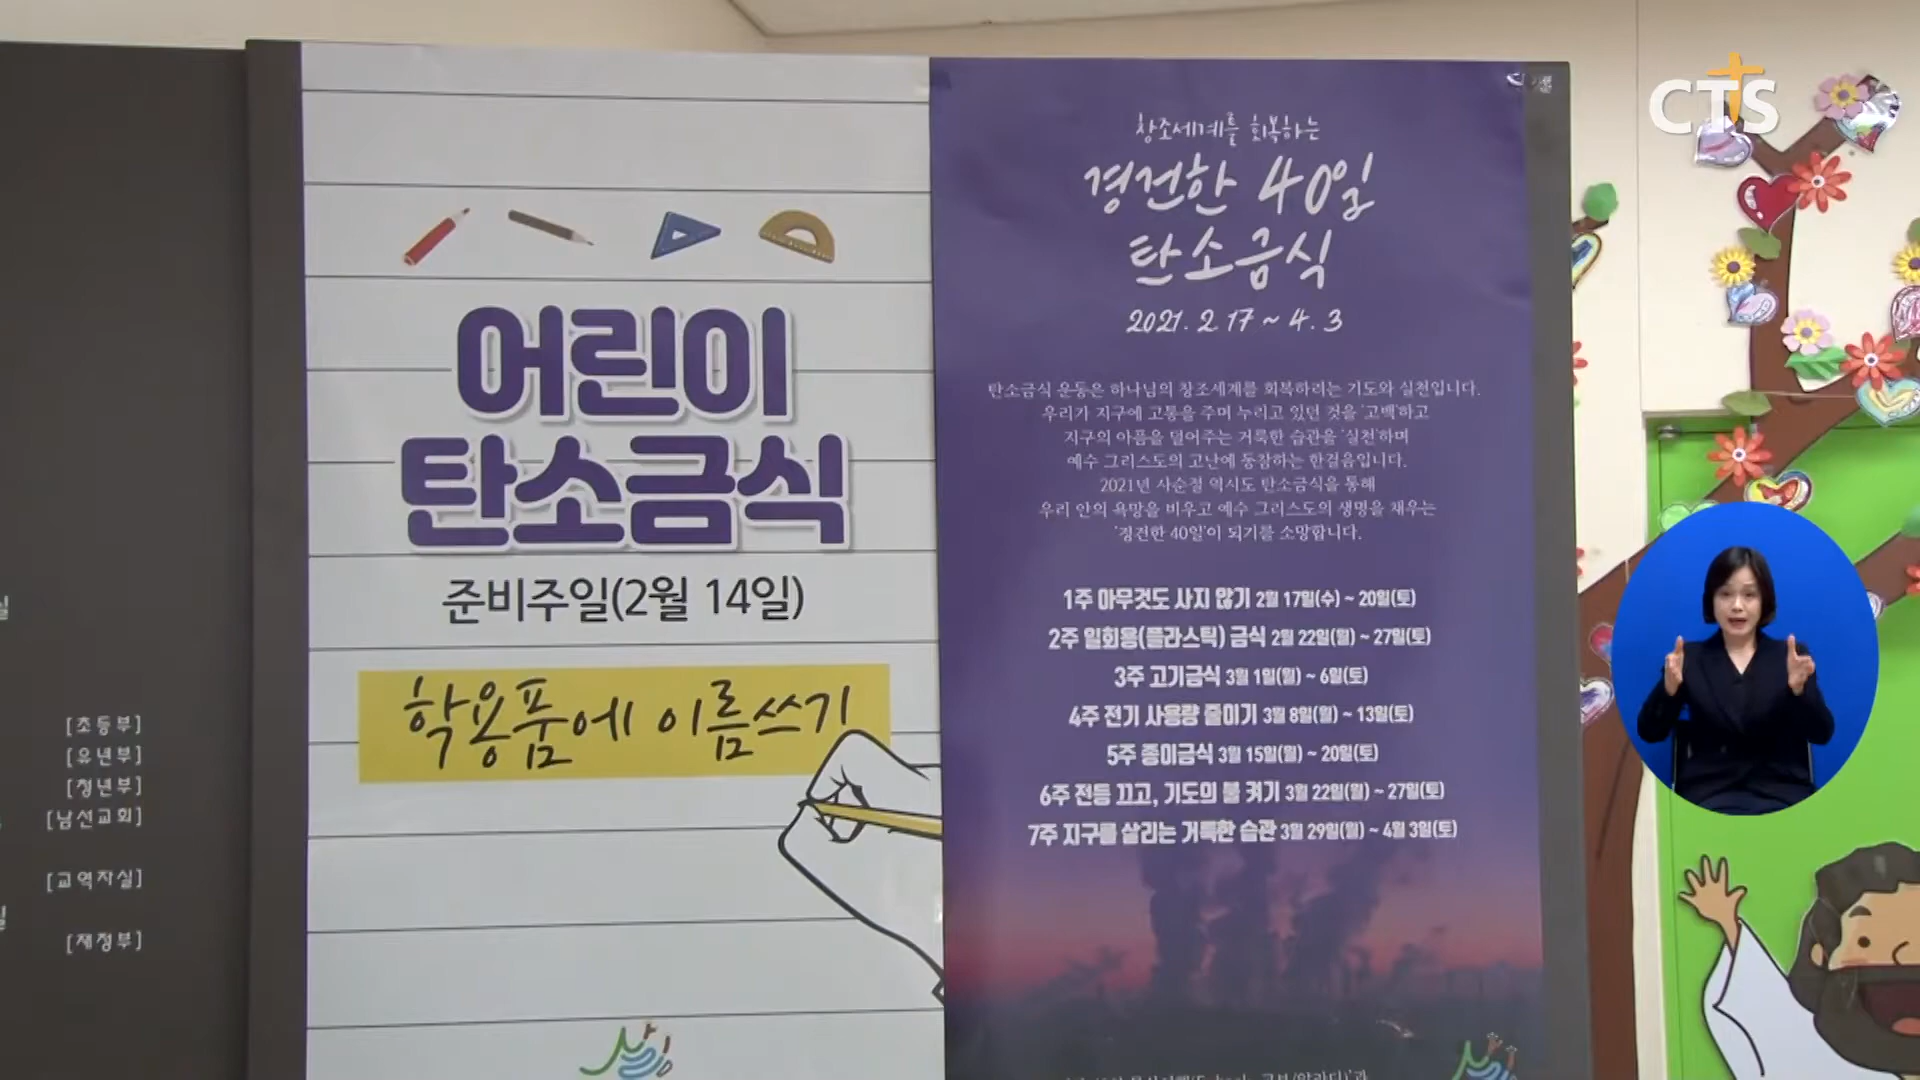 CTS
어린이
탄소금식
준비주일(2월 14일)
학용품에 이름쓰기
창조세계를 회복하는
경건한 40일
탄소금식
2021. 2. 17 ~ 4. 3
탄소금식 운동은 하나님의 창조세계를 회복하려는 기도와 실천입니다.
우리가 지구에 고통을 주며 누리고 있던 것을 '고백'하고
지구의 아픔을 덜어주는 거룩한 습관을 '실천'하며
예수 그리스도의 고난에 동참하는 한걸음입니다.
2021년 사순절 역시도 탄소금식을 통해
우리 안의 욕망을 비우고 예수 그리스도의 생명을 채우는
'경건한 40일'이 되기를 소망합니다.
1주 아무것도 사지 않기 2월 17일(수) ~ 20일(토)
2주 일회용(플라스틱) 금식 2월 22일(월) ~ 27일(토)
3주 고기금식 3월 1일(월) ~ 6일(토)
4주 전기 사용량 줄이기 3월 8일(월) ~ 13일(토)
5주 종이금식 3월 15일(월) ~ 20일(토)
6주 전등 끄고, 기도의 불 켜기 3월 22일(월) ~ 27일(토)
7주 지구를 살리는 거룩한 습관 3월 29일(월) ~ 4월 3일(토)
[초등부]
[유년부]
[청년부]
[남선교회]
[교역자실]
[재정부]
살림